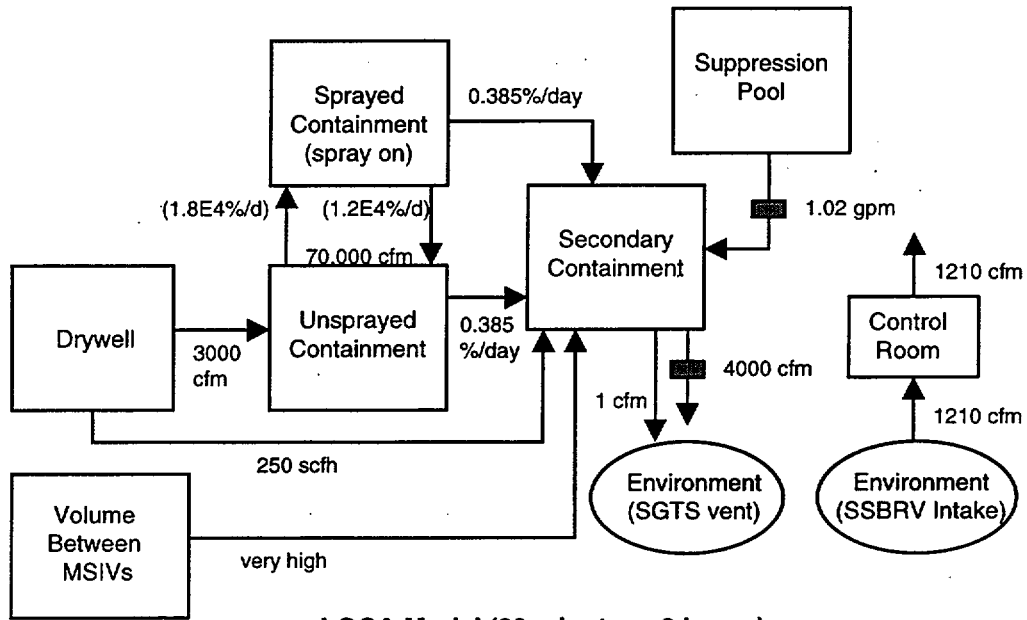 Sprayed
Containment
(spray on)
0.385%/day
Suppression
Pool
(1.8E4%/d)
(1.2E4%/d)
70,000 cfm
1.02 gpm
Secondary
Containment
Drywell
3000
cfm
Unsprayed
Containment
0.385
%/day
1210 cfm
Control
Room
4000 cfm
1 cfm
1210 cfm
250 scfh
Environment
(SGTS vent)
Environment
(SSBRV Intake)
Volume
Between
MSIVs
very high